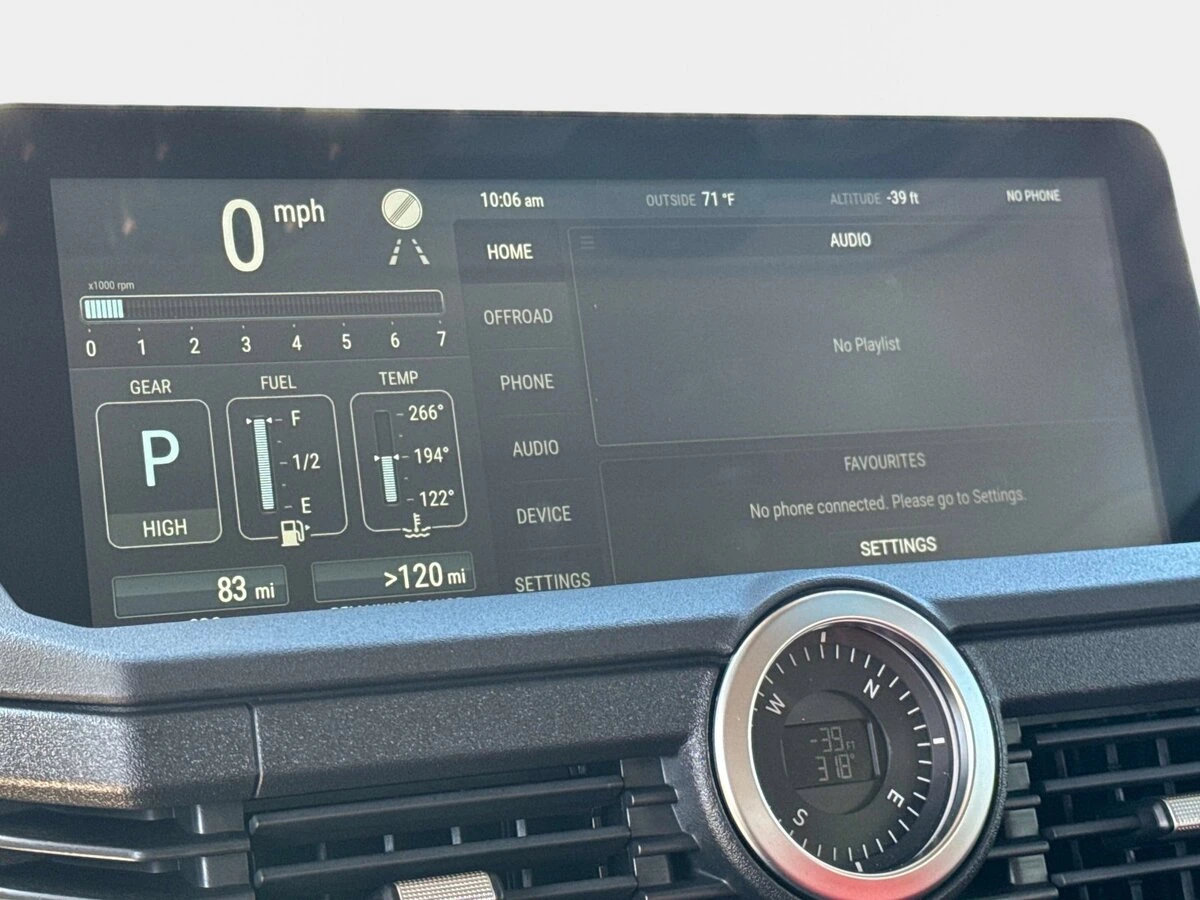 0 mph
x1000 rpm
0 1 2 3 4 5 6 7
GEAR
P
HIGH
FUEL
F
1/2
E
TEMP
266°
194°
122°
83 mi
>120 mi
10:06 am
OUTSIDE 71 °F
ALTITUDE -39 ft
NO PHONE
HOME
OFFROAD
PHONE
AUDIO
DEVICE
SETTINGS
AUDIO
No Playlist
FAVOURITES
No phone connected. Please go to Settings.
SETTINGS
W
N
E
S
-39 FT
318°